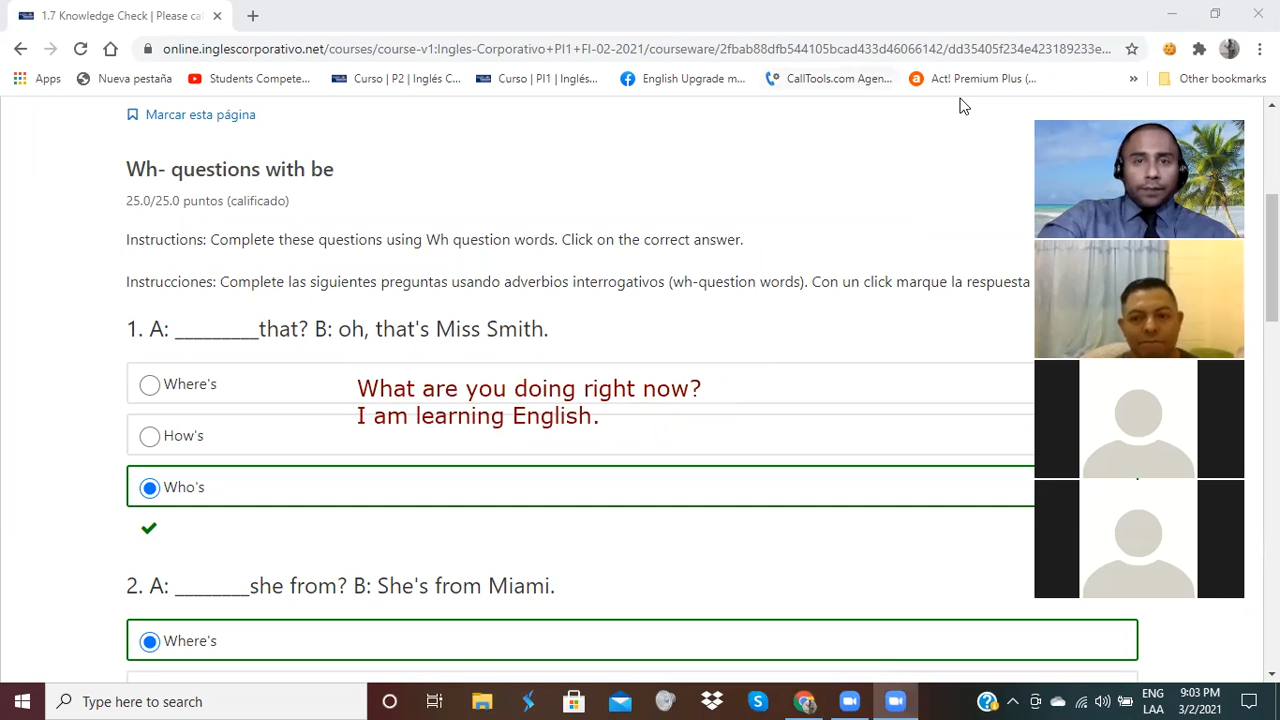 1.7 Knowledge Check | Please cal
online.inglescorporativo.net/courses/course-v1:Ingles-Corporativo+PI1+FI-02-2021/courseware/2fbab88dfb544105bcad433d46066142/dd35405f234e423189233e...
Apps Nueva pestaña Students Compete... Curso | P2 | Inglés C... Curso | PI1 | Inglés... English Upgrade m... CallTools.com Agen... Act! Premium Plus (... » Other bookmarks
Marcar esta página
Wh- questions with be
25.0/25.0 puntos (calificado)
Instructions: Complete these questions using Wh question words. Click on the correct answer.
Instrucciones: Complete las siguientes preguntas usando adverbios interrogativos (wh-question words). Con un click marque la respuesta
1. A: _________that? B: oh, that's Miss Smith.
Where's
What are you doing right now?
I am learning English.
How's
Who's
2. A: ________she from? B: She's from Miami.
Where's
Type here to search
ENG 9:03 PM
LAA 3/2/2021